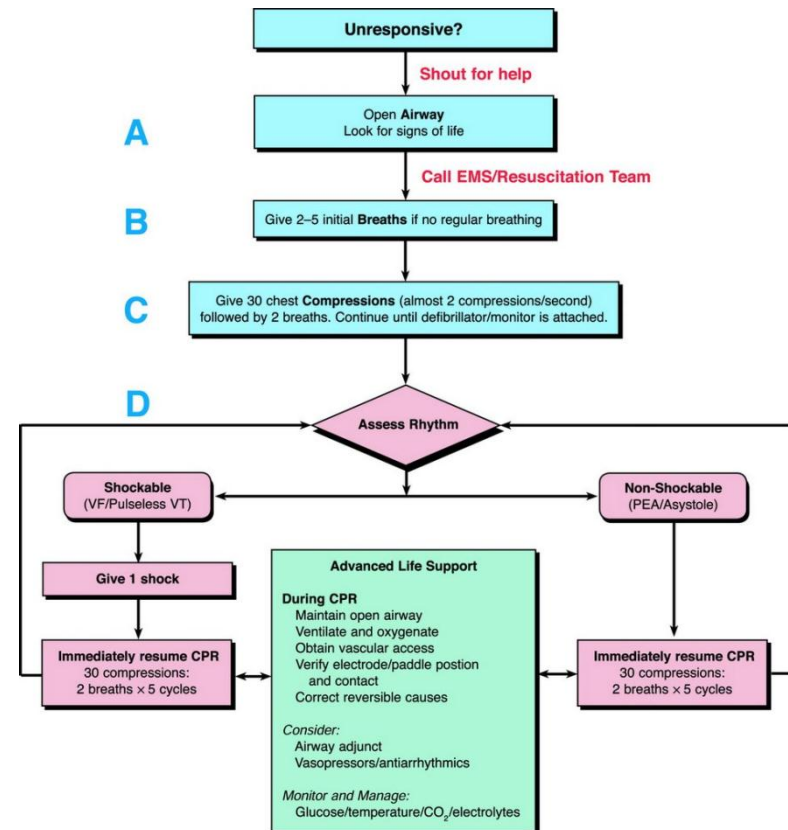 Unresponsive?
Shout for help
A
Open Airway
Look for signs of life
Call EMS/Resuscitation Team
B
Give 2–5 initial Breaths if no regular breathing
C
Give 30 chest Compressions (almost 2 compressions/second)
followed by 2 breaths. Continue until defibrillator/monitor is attached.
D
Assess Rhythm
Shockable
(VF/Pulseless VT)
Non-Shockable
(PEA/Asystole)
Give 1 shock
Immediately resume CPR
30 compressions:
2 breaths × 5 cycles
Advanced Life Support
During CPR
Maintain open airway
Ventilate and oxygenate
Obtain vascular access
Verify electrode/paddle postion
and contact
Correct reversible causes
Consider:
Airway adjunct
Vasopressors/antiarrhythmics
Monitor and Manage:
Glucose/temperature/CO₂/electrolytes
Immediately resume CPR
30 compressions:
2 breaths × 5 cycles